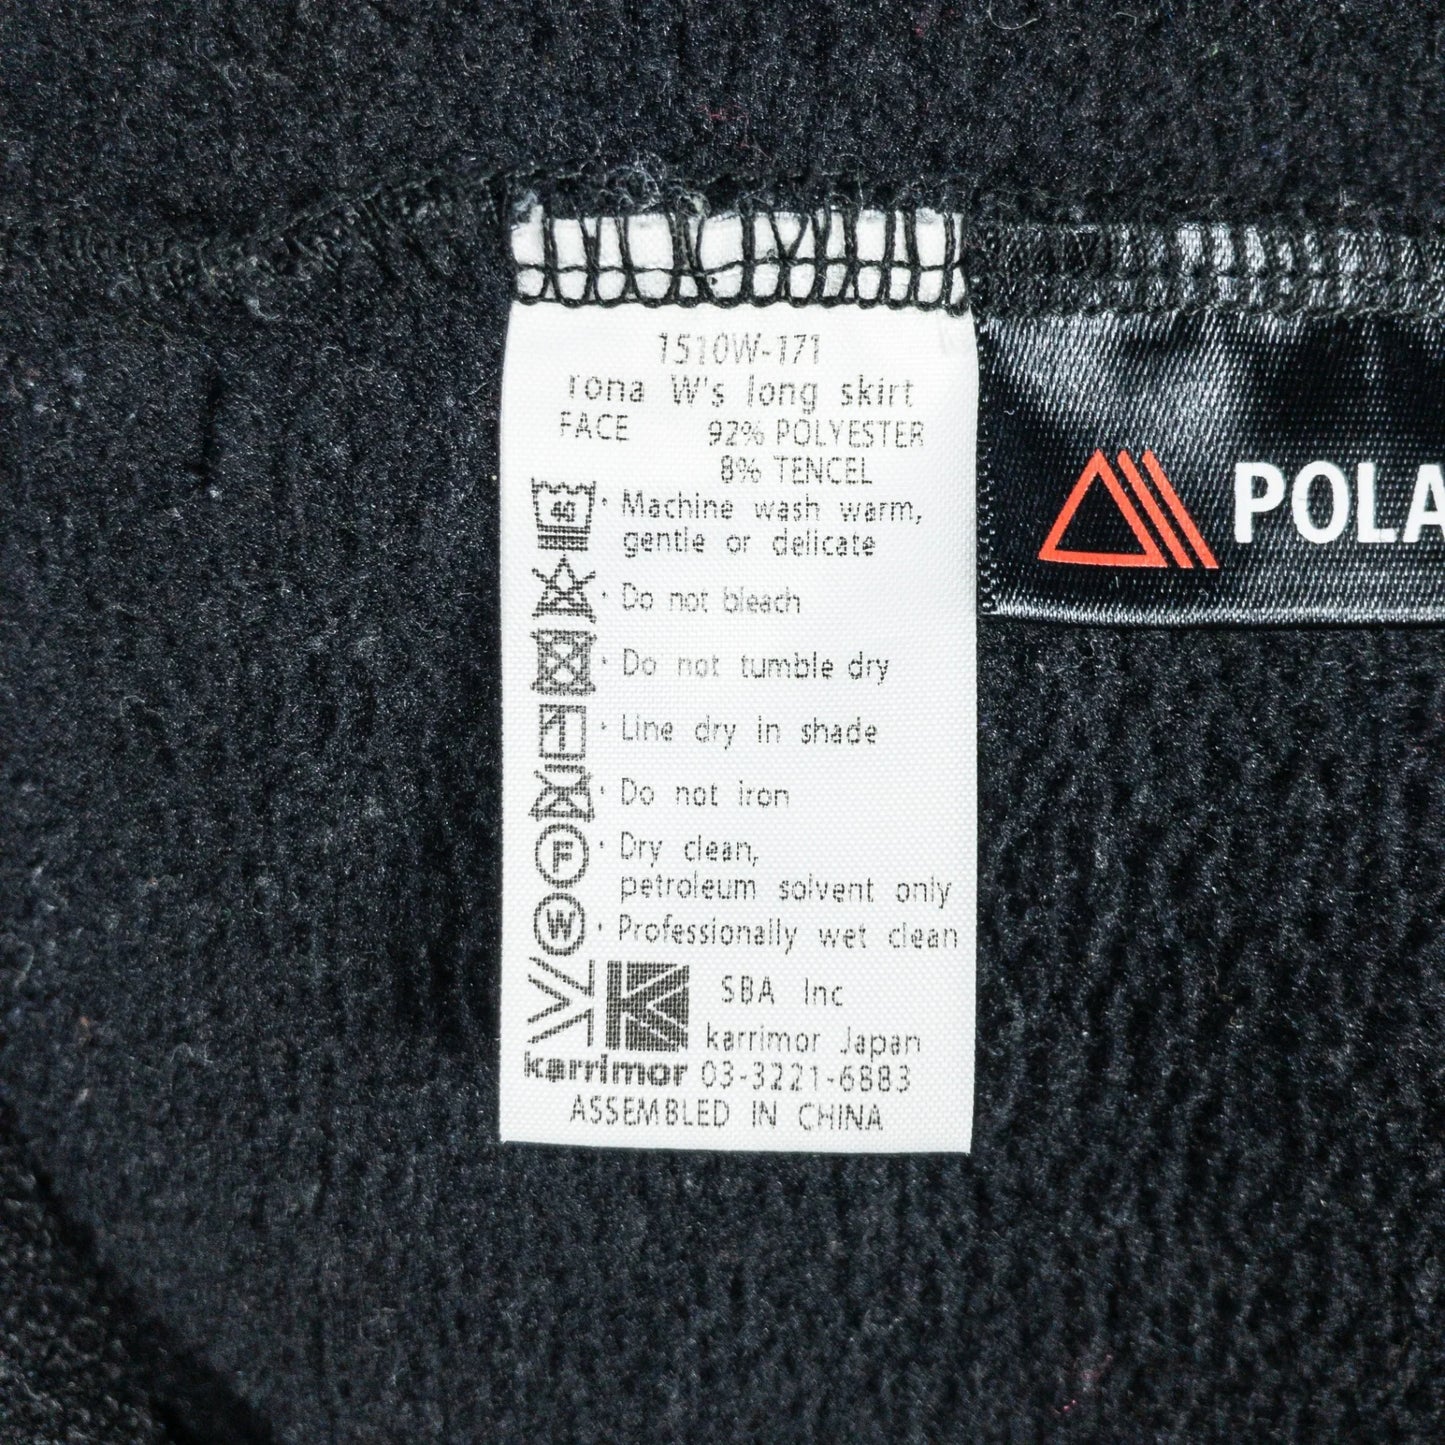 1510W-171
rona W's long skirt
FACE 92% POLYESTER
8% TENCEL
40 · Machine wash warm,
gentle or delicate
· Do not bleach
· Do not tumble dry
· Line dry in shade
· Do not iron
F · Dry clean,
petroleum solvent only
W · Professionally wet clean
SBA Inc
karrimor Japan
karrimor 03-3221-6883
ASSEMBLED IN CHINA
POLA